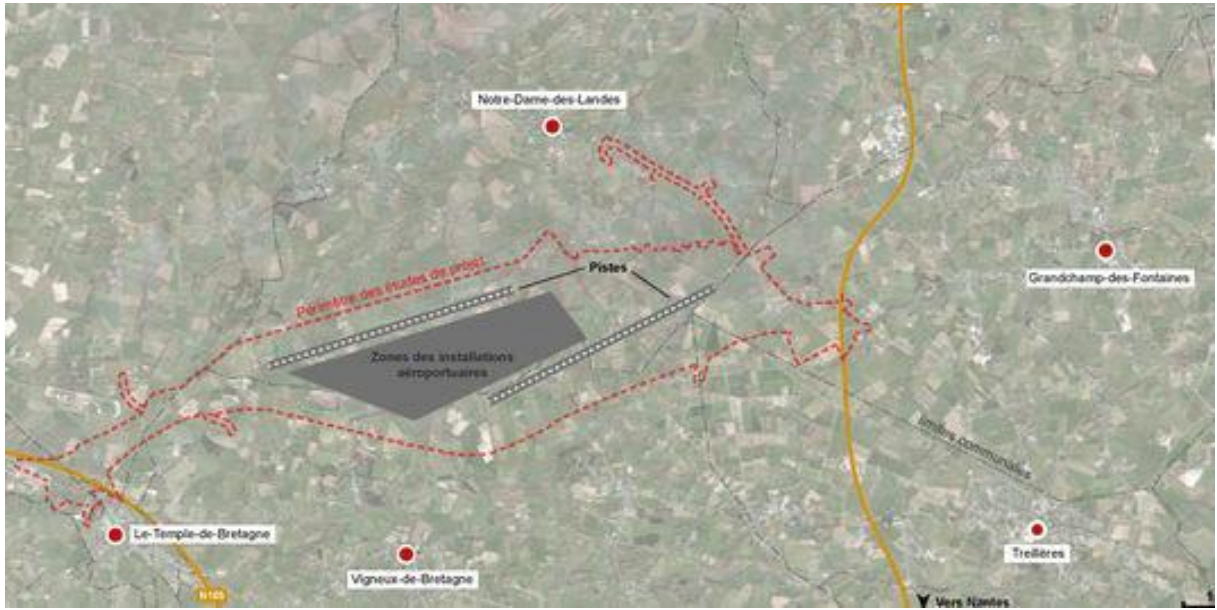 Notre-Dame-des-Landes
Grandchamp-des-Fontaines
Périmètre des études de projet
Pistes
Zones des installations
aéroportuaires
limites communales
Le-Temple-de-Bretagne
Vigneux-de-Bretagne
Treillères
N165
Vers Nantes